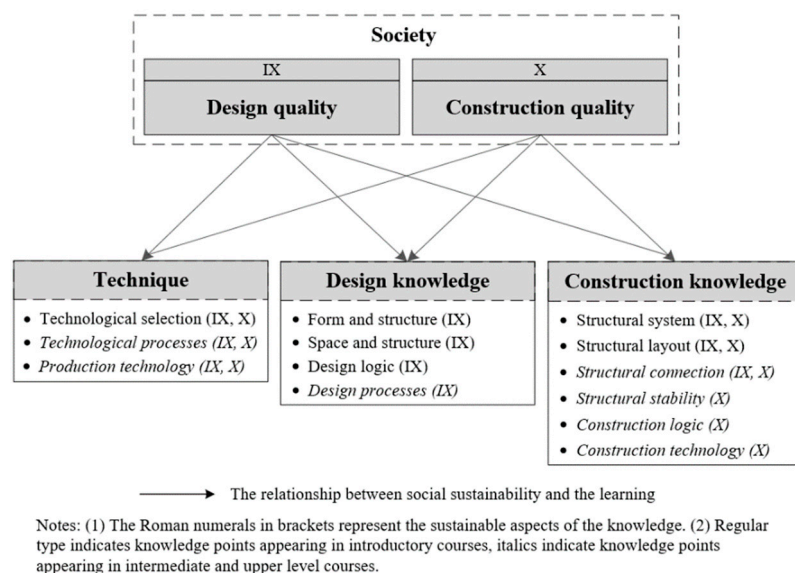 Society
IX
X
Design quality
Construction quality
Technique
• Technological selection (IX, X)
• Technological processes (IX, X)
• Production technology (IX, X)
Design knowledge
• Form and structure (IX)
• Space and structure (IX)
• Design logic (IX)
• Design processes (IX)
Construction knowledge
• Structural system (IX, X)
• Structural layout (IX, X)
• Structural connection (IX, X)
• Structural stability (X)
• Construction logic (X)
• Construction technology (X)
The relationship between social sustainability and the learning
Notes: (1) The Roman numerals in brackets represent the sustainable aspects of the knowledge. (2) Regular
type indicates knowledge points appearing in introductory courses, italics indicate knowledge points
appearing in intermediate and upper level courses.